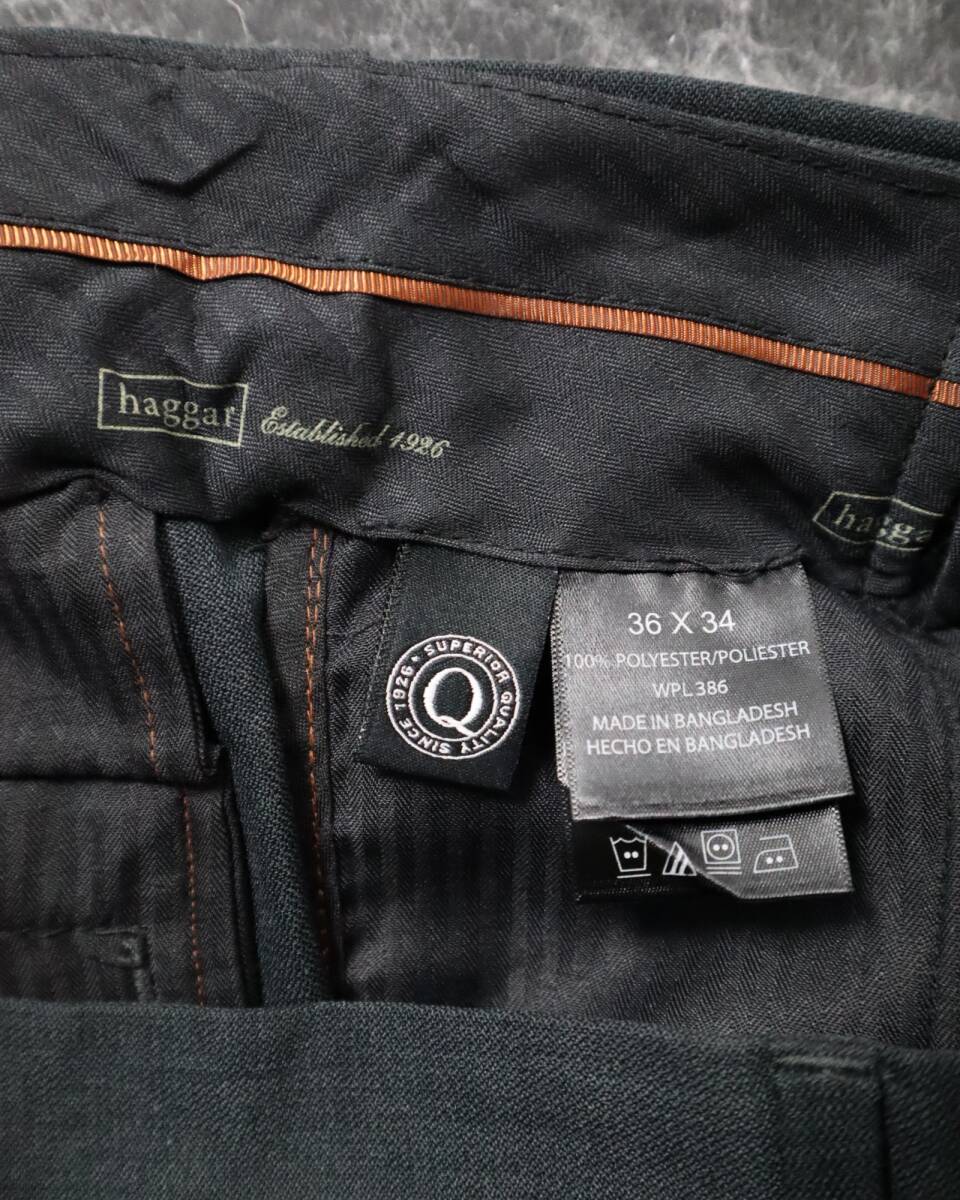 haggar
Established 1926
hagga
SUPERIOR QUALITY SINCE 1926
Q
36 X 34
100% POLYESTER/POLIESTER
WPL 386
MADE IN BANGLADESH
HECHO EN BANGLADESH